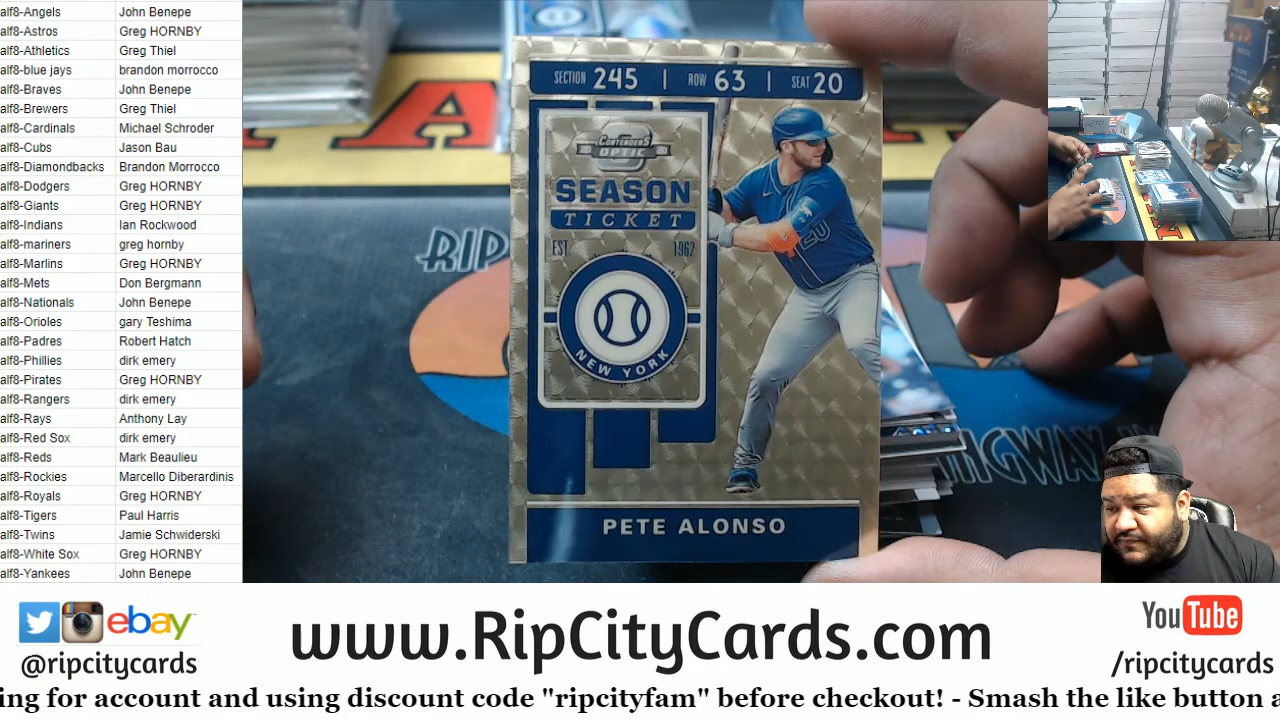 alf8-Angels John Benepe
alf8-Astros Greg HORNBY
alf8-Athletics Greg Thiel
alf8-blue jays brandon morrocco
alf8-Braves John Benepe
alf8-Brewers Greg Thiel
alf8-Cardinals Michael Schroder
alf8-Cubs Jason Bau
alf8-Diamondbacks Brandon Morrocco
alf8-Dodgers Greg HORNBY
alf8-Giants Greg HORNBY
alf8-Indians Ian Rockwood
alf8-mariners greg hornby
alf8-Marlins Greg HORNBY
alf8-Mets Don Bergmann
alf8-Nationals John Benepe
alf8-Orioles gary Teshima
alf8-Padres Robert Hatch
alf8-Phillies dirk emery
alf8-Pirates Greg HORNBY
alf8-Rangers dirk emery
alf8-Rays Anthony Lay
alf8-Red Sox dirk emery
alf8-Reds Mark Beaulieu
alf8-Rockies Marcello Diberardinis
alf8-Royals Greg HORNBY
alf8-Tigers Paul Harris
alf8-Twins Jamie Schwiderski
alf8-White Sox Greg HORNBY
alf8-Yankees John Benepe
SECTION 245 | ROW 63 | SEAT 20
CONTENDERS
OPTIC
SEASON
TICKET
EST. 1962
NEW YORK
20
PETE ALONSO
RIP
HGWAY
ebay
@ripcitycards
www.RipCityCards.com
YouTube
/ripcitycards
ing for account and using discount code "ripcityfam" before checkout! - Smash the like button a